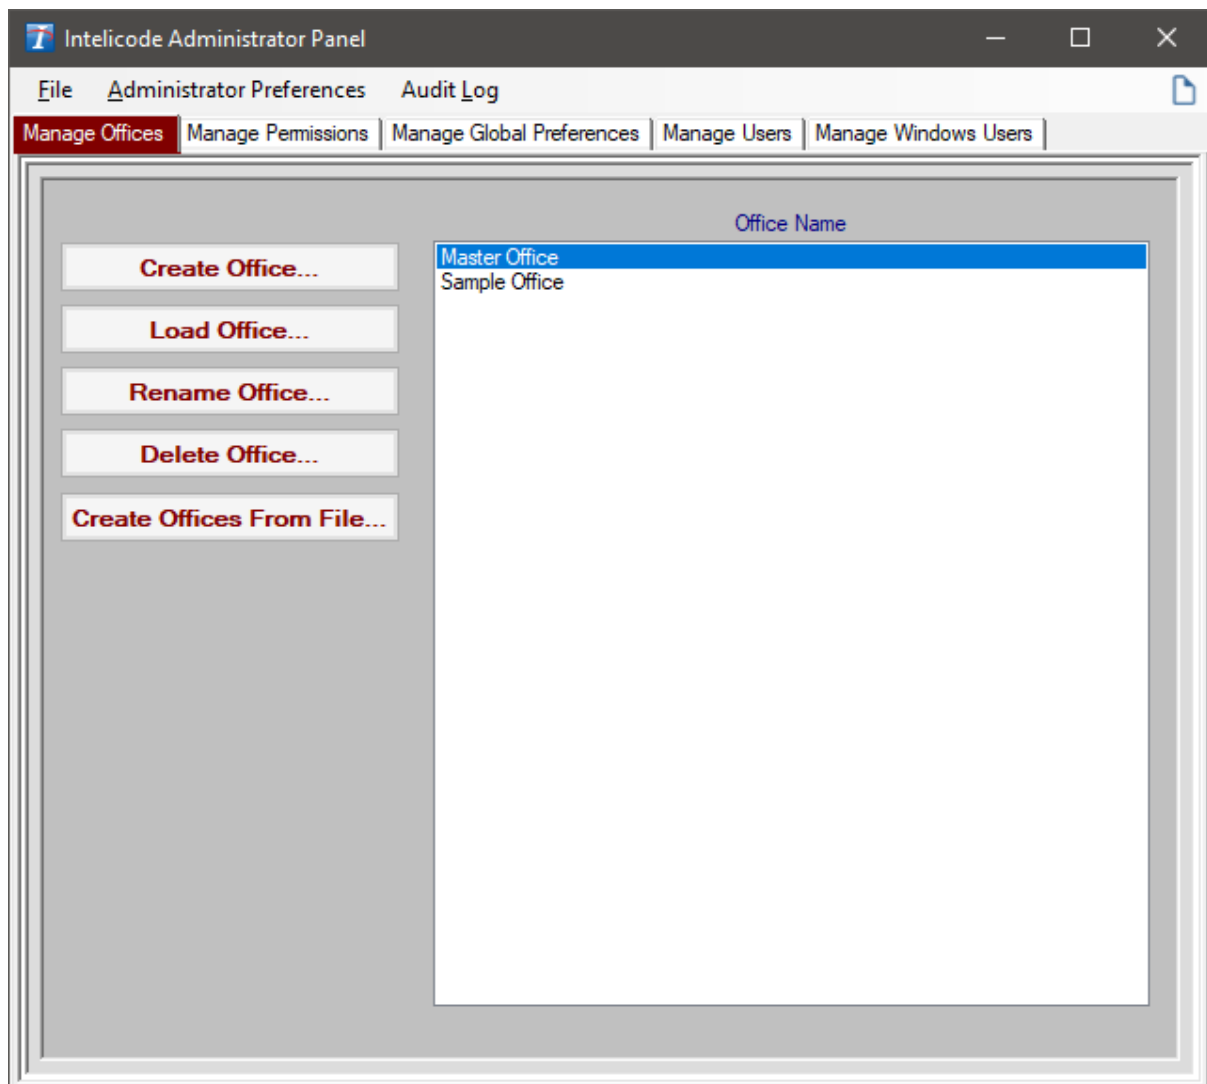 Intelicode Administrator Panel
File Administrator Preferences Audit Log
Manage Offices Manage Permissions Manage Global Preferences Manage Users Manage Windows Users
Office Name
Create Office...
Load Office...
Rename Office...
Delete Office...
Create Offices From File...
Master Office
Sample Office